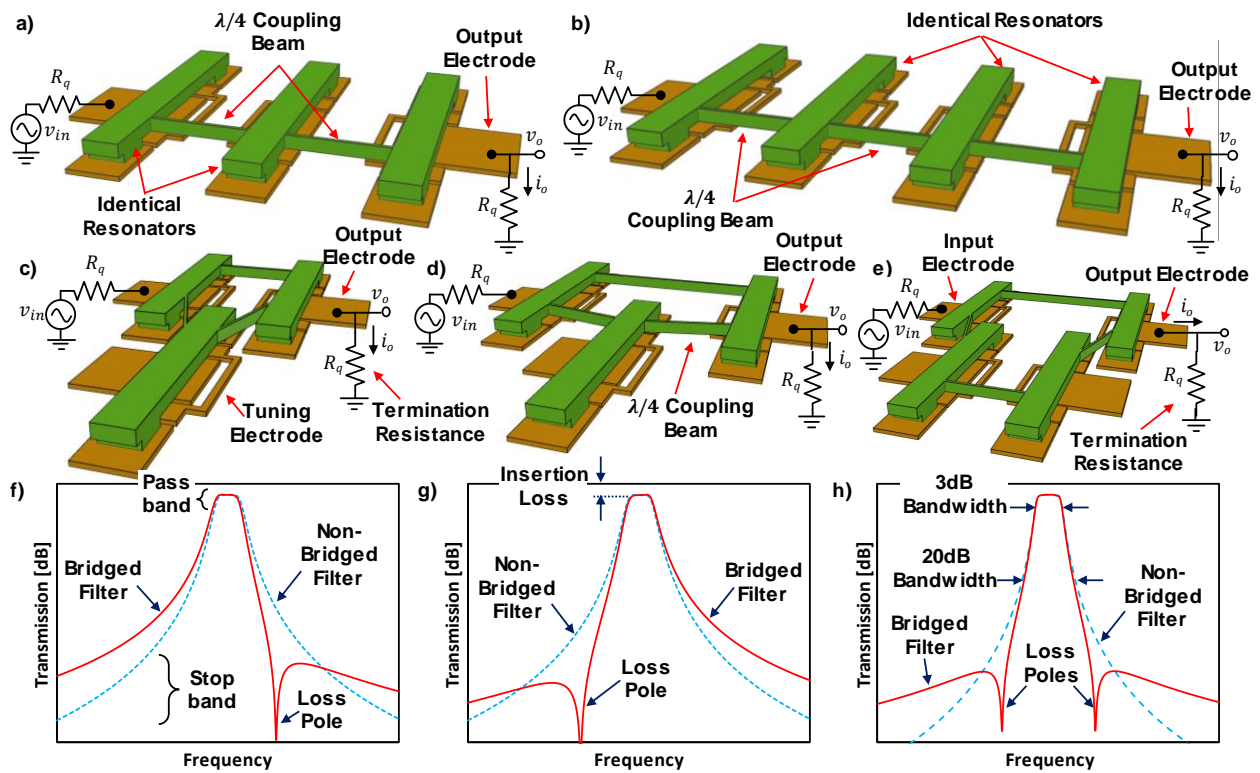 a)
λ/4 Coupling
Beam
Output
Electrode
R_q
v_in
v_o
i_o
R_q
Identical
Resonators
b)
Identical Resonators
Output
Electrode
R_q
v_in
v_o
i_o
R_q
λ/4
Coupling Beam
c)
R_q
v_in
Output
Electrode
v_o
i_o
R_q
Tuning
Electrode
Termination
Resistance
d)
R_q
v_in
Output
Electrode
v_o
i_o
R_q
λ/4 Coupling
Beam
e)
Input
Electrode
Output Electrode
R_q
v_in
i_o
v_o
R_q
Termination
Resistance
f)
Pass
band
Non-
Bridged
Filter
Bridged
Filter
Stop
band
Loss
Pole
Transmission [dB]
Frequency
g)
Insertion
Loss
Non-
Bridged
Filter
Bridged
Filter
Loss
Pole
Transmission [dB]
Frequency
h)
3dB
Bandwidth
20dB
Bandwidth
Non-
Bridged
Filter
Bridged
Filter
Loss
Poles
Transmission [dB]
Frequency